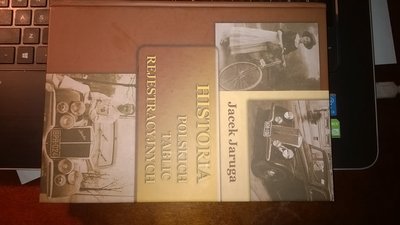 Jacek Jaruga
HISTORIA
POLSKICH
TABLIC
REJESTRACYJNYCH